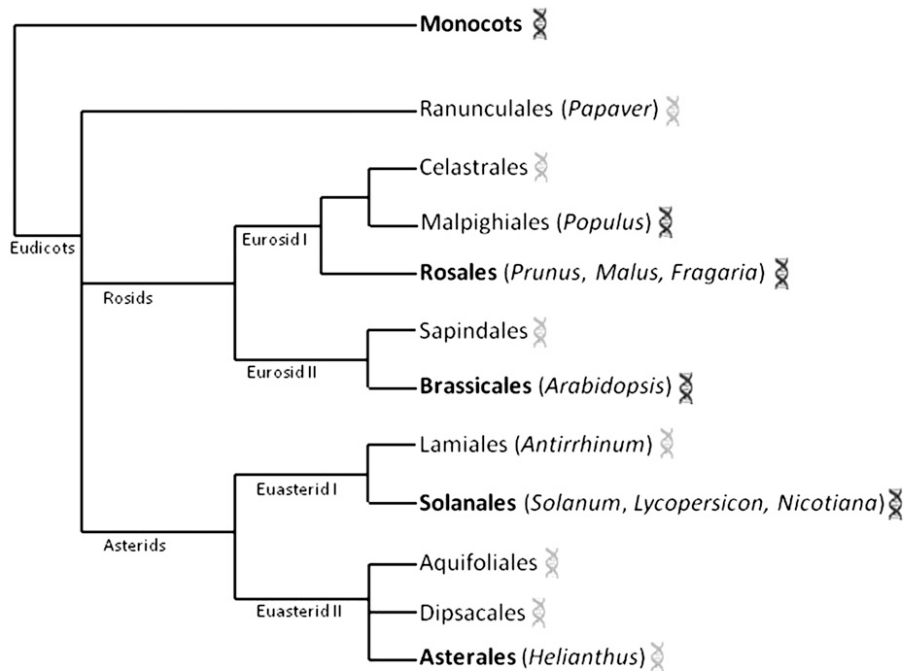 Monocots
Ranunculales (Papaver)
Celastrales
Malpighiales (Populus)
Eurosid I
Eudicots
Rosales (Prunus, Malus, Fragaria)
Rosids
Sapindales
Eurosid II
Brassicales (Arabidopsis)
Lamiales (Antirrhinum)
Euasterid I
Solanales (Solanum, Lycopersicon, Nicotiana)
Asterids
Aquifoliales
Euasterid II
Dipsacales
Asterales (Helianthus)